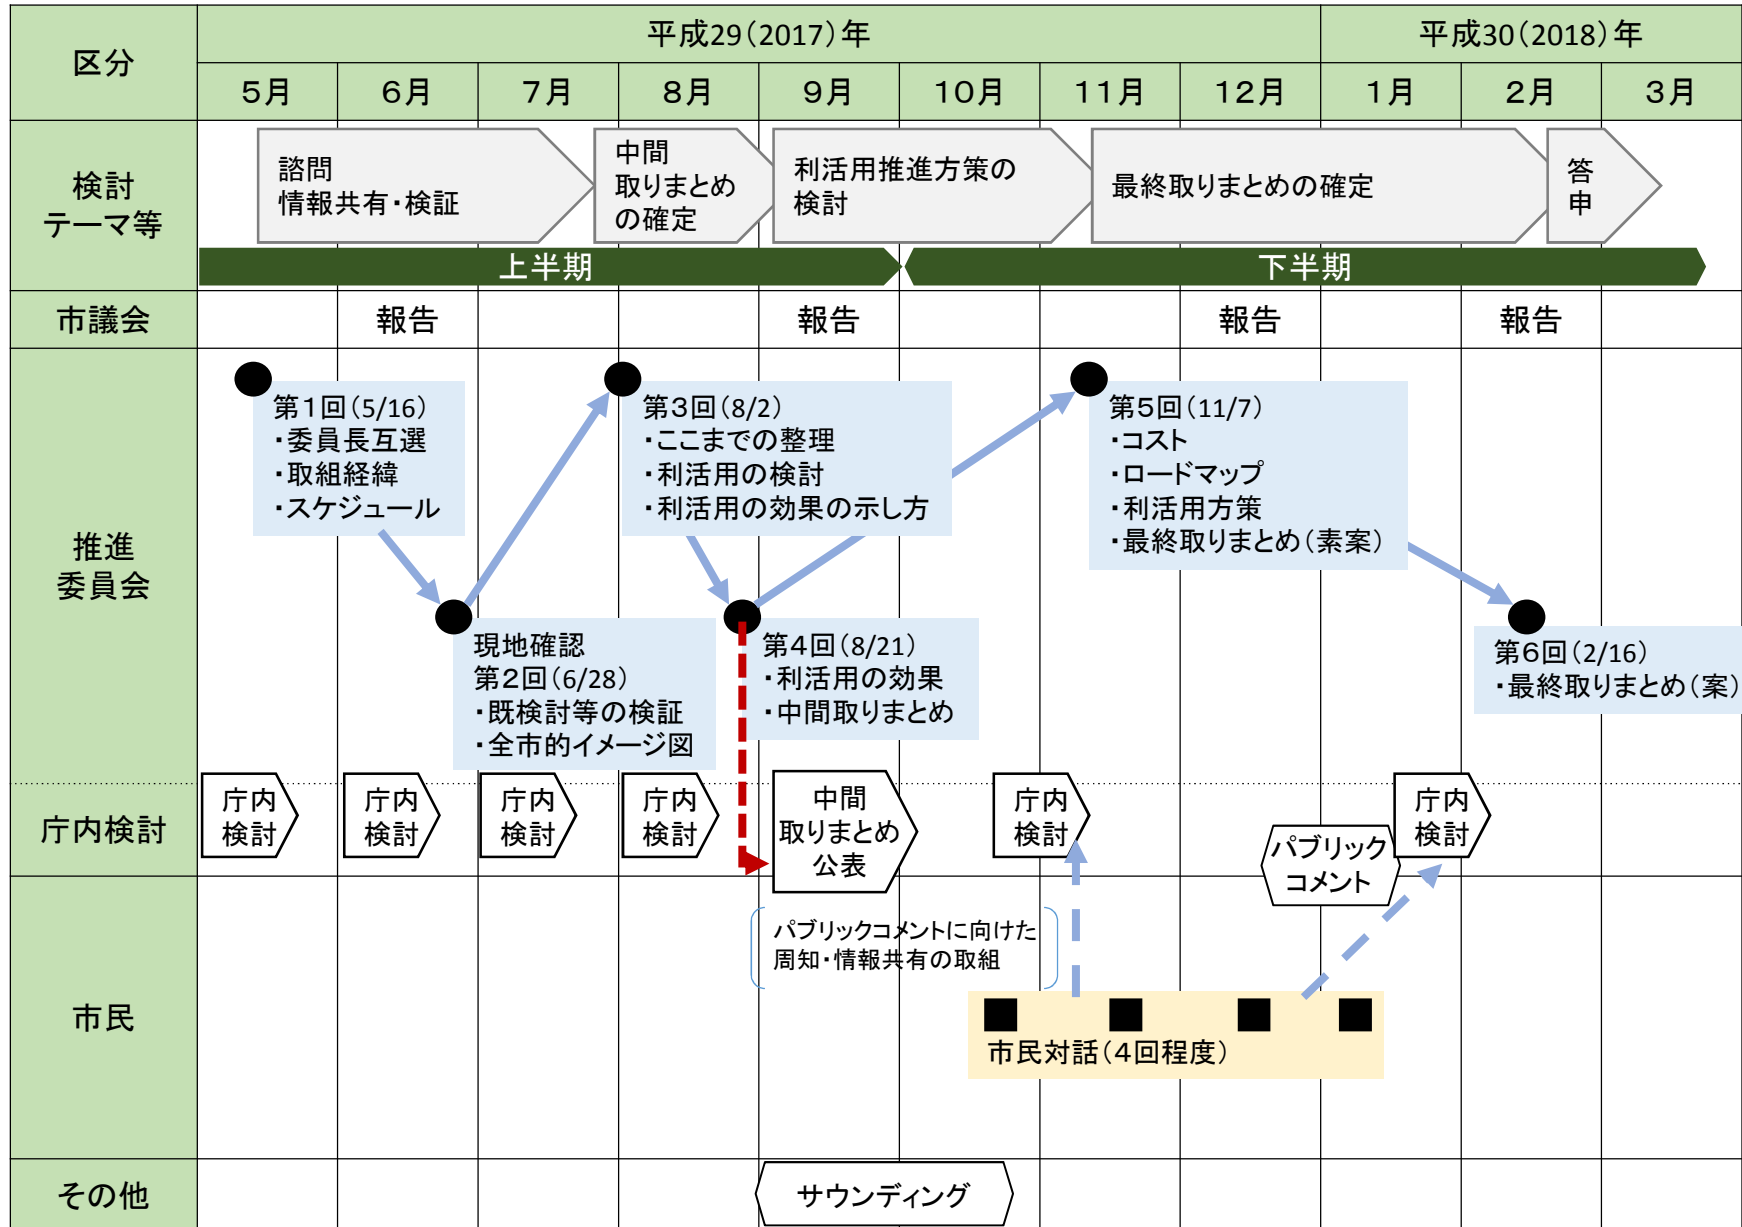 区分
平成29(2017)年
平成30(2018)年
5月
6月
7月
8月
9月
10月
11月
12月
1月
2月
3月
検討
テーマ等
諮問
情報共有・検証
中間
取りまとめ
の確定
利活用推進方策の
検討
最終取りまとめの確定
答
申
上半期
下半期
市議会
報告
報告
報告
報告
推進
委員会
第1回(5/16)
・委員長互選
・取組経緯
・スケジュール
第3回(8/2)
・ここまでの整理
・利活用の検討
・利活用の効果の示し方
第5回(11/7)
・コスト
・ロードマップ
・利活用方策
・最終取りまとめ(素案)
現地確認
第2回(6/28)
・既検討等の検証
・全市的イメージ図
第4回(8/21)
・利活用の効果
・中間取りまとめ
第6回(2/16)
・最終取りまとめ(案)
庁内検討
庁内
検討
庁内
検討
庁内
検討
庁内
検討
中間
取りまとめ
公表
庁内
検討
パブリック
コメント
庁内
検討
市民
パブリックコメントに向けた
周知・情報共有の取組
市民対話(4回程度)
その他
サウンディング